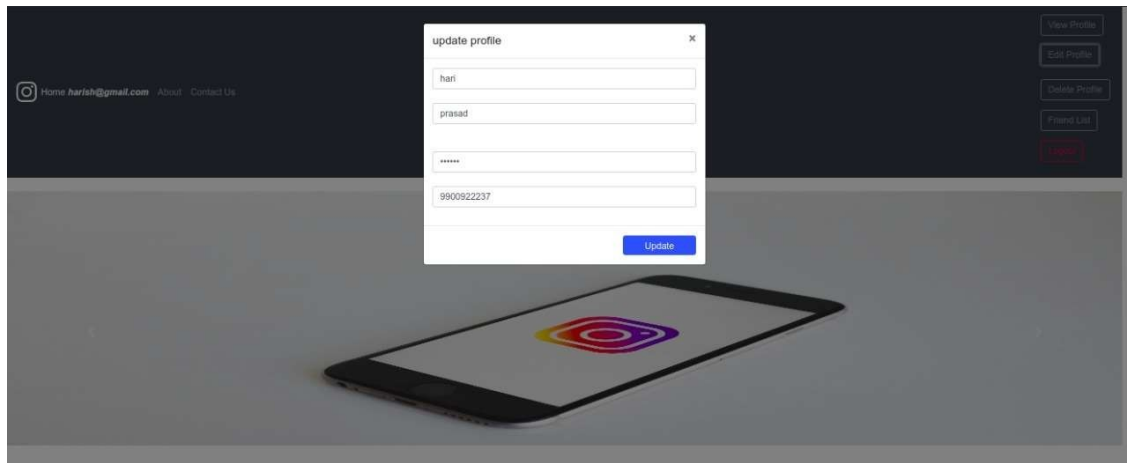 update profile ×
hari
prasad
••••••
9900922237
Update
Home harish@gmail.com About Contact Us
View Profile
Edit Profile
Delete Profile
Friend List
Logout